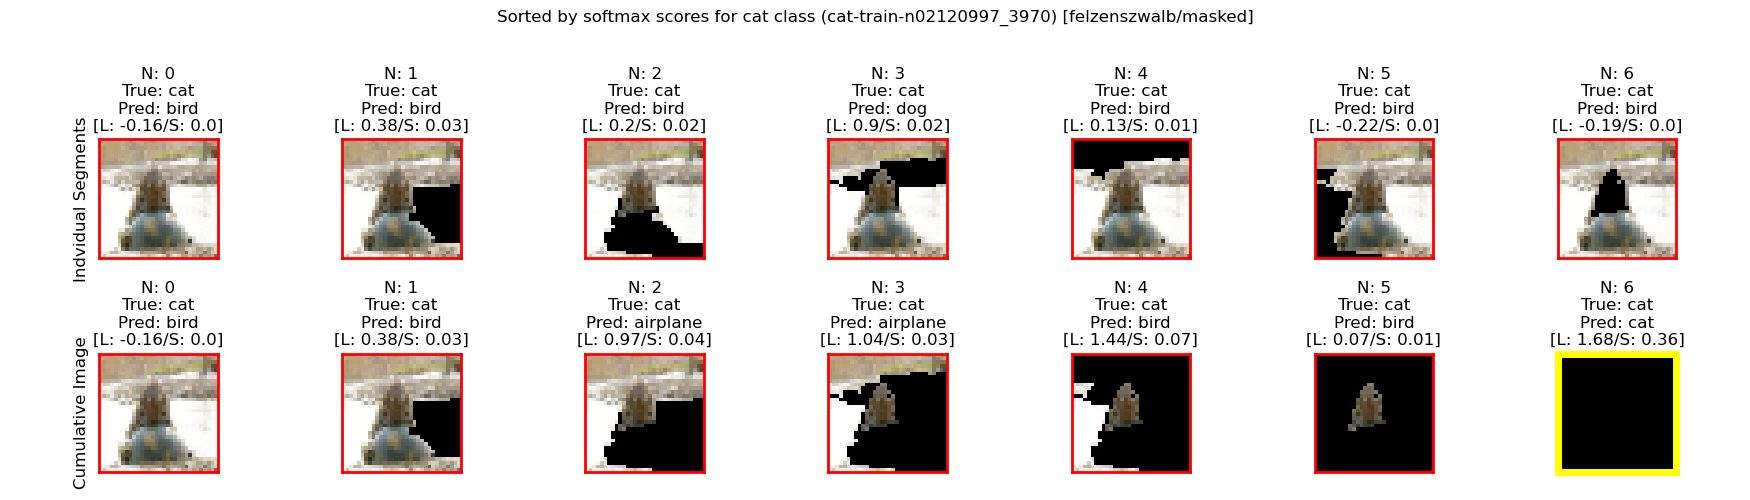 Sorted by softmax scores for cat class (cat-train-n02120997_3970) [felzenszwalb/masked]
Indvidual Segments
N: 0
True: cat
Pred: bird
[L: -0.16/S: 0.0]
N: 1
True: cat
Pred: bird
[L: 0.38/S: 0.03]
N: 2
True: cat
Pred: bird
[L: 0.2/S: 0.02]
N: 3
True: cat
Pred: dog
[L: 0.9/S: 0.02]
N: 4
True: cat
Pred: bird
[L: 0.13/S: 0.01]
N: 5
True: cat
Pred: bird
[L: -0.22/S: 0.0]
N: 6
True: cat
Pred: bird
[L: -0.19/S: 0.0]
Cumulative Image
N: 0
True: cat
Pred: bird
[L: -0.16/S: 0.0]
N: 1
True: cat
Pred: bird
[L: 0.38/S: 0.03]
N: 2
True: cat
Pred: airplane
[L: 0.97/S: 0.04]
N: 3
True: cat
Pred: airplane
[L: 1.04/S: 0.03]
N: 4
True: cat
Pred: bird
[L: 1.44/S: 0.07]
N: 5
True: cat
Pred: bird
[L: 0.07/S: 0.01]
N: 6
True: cat
Pred: cat
[L: 1.68/S: 0.36]